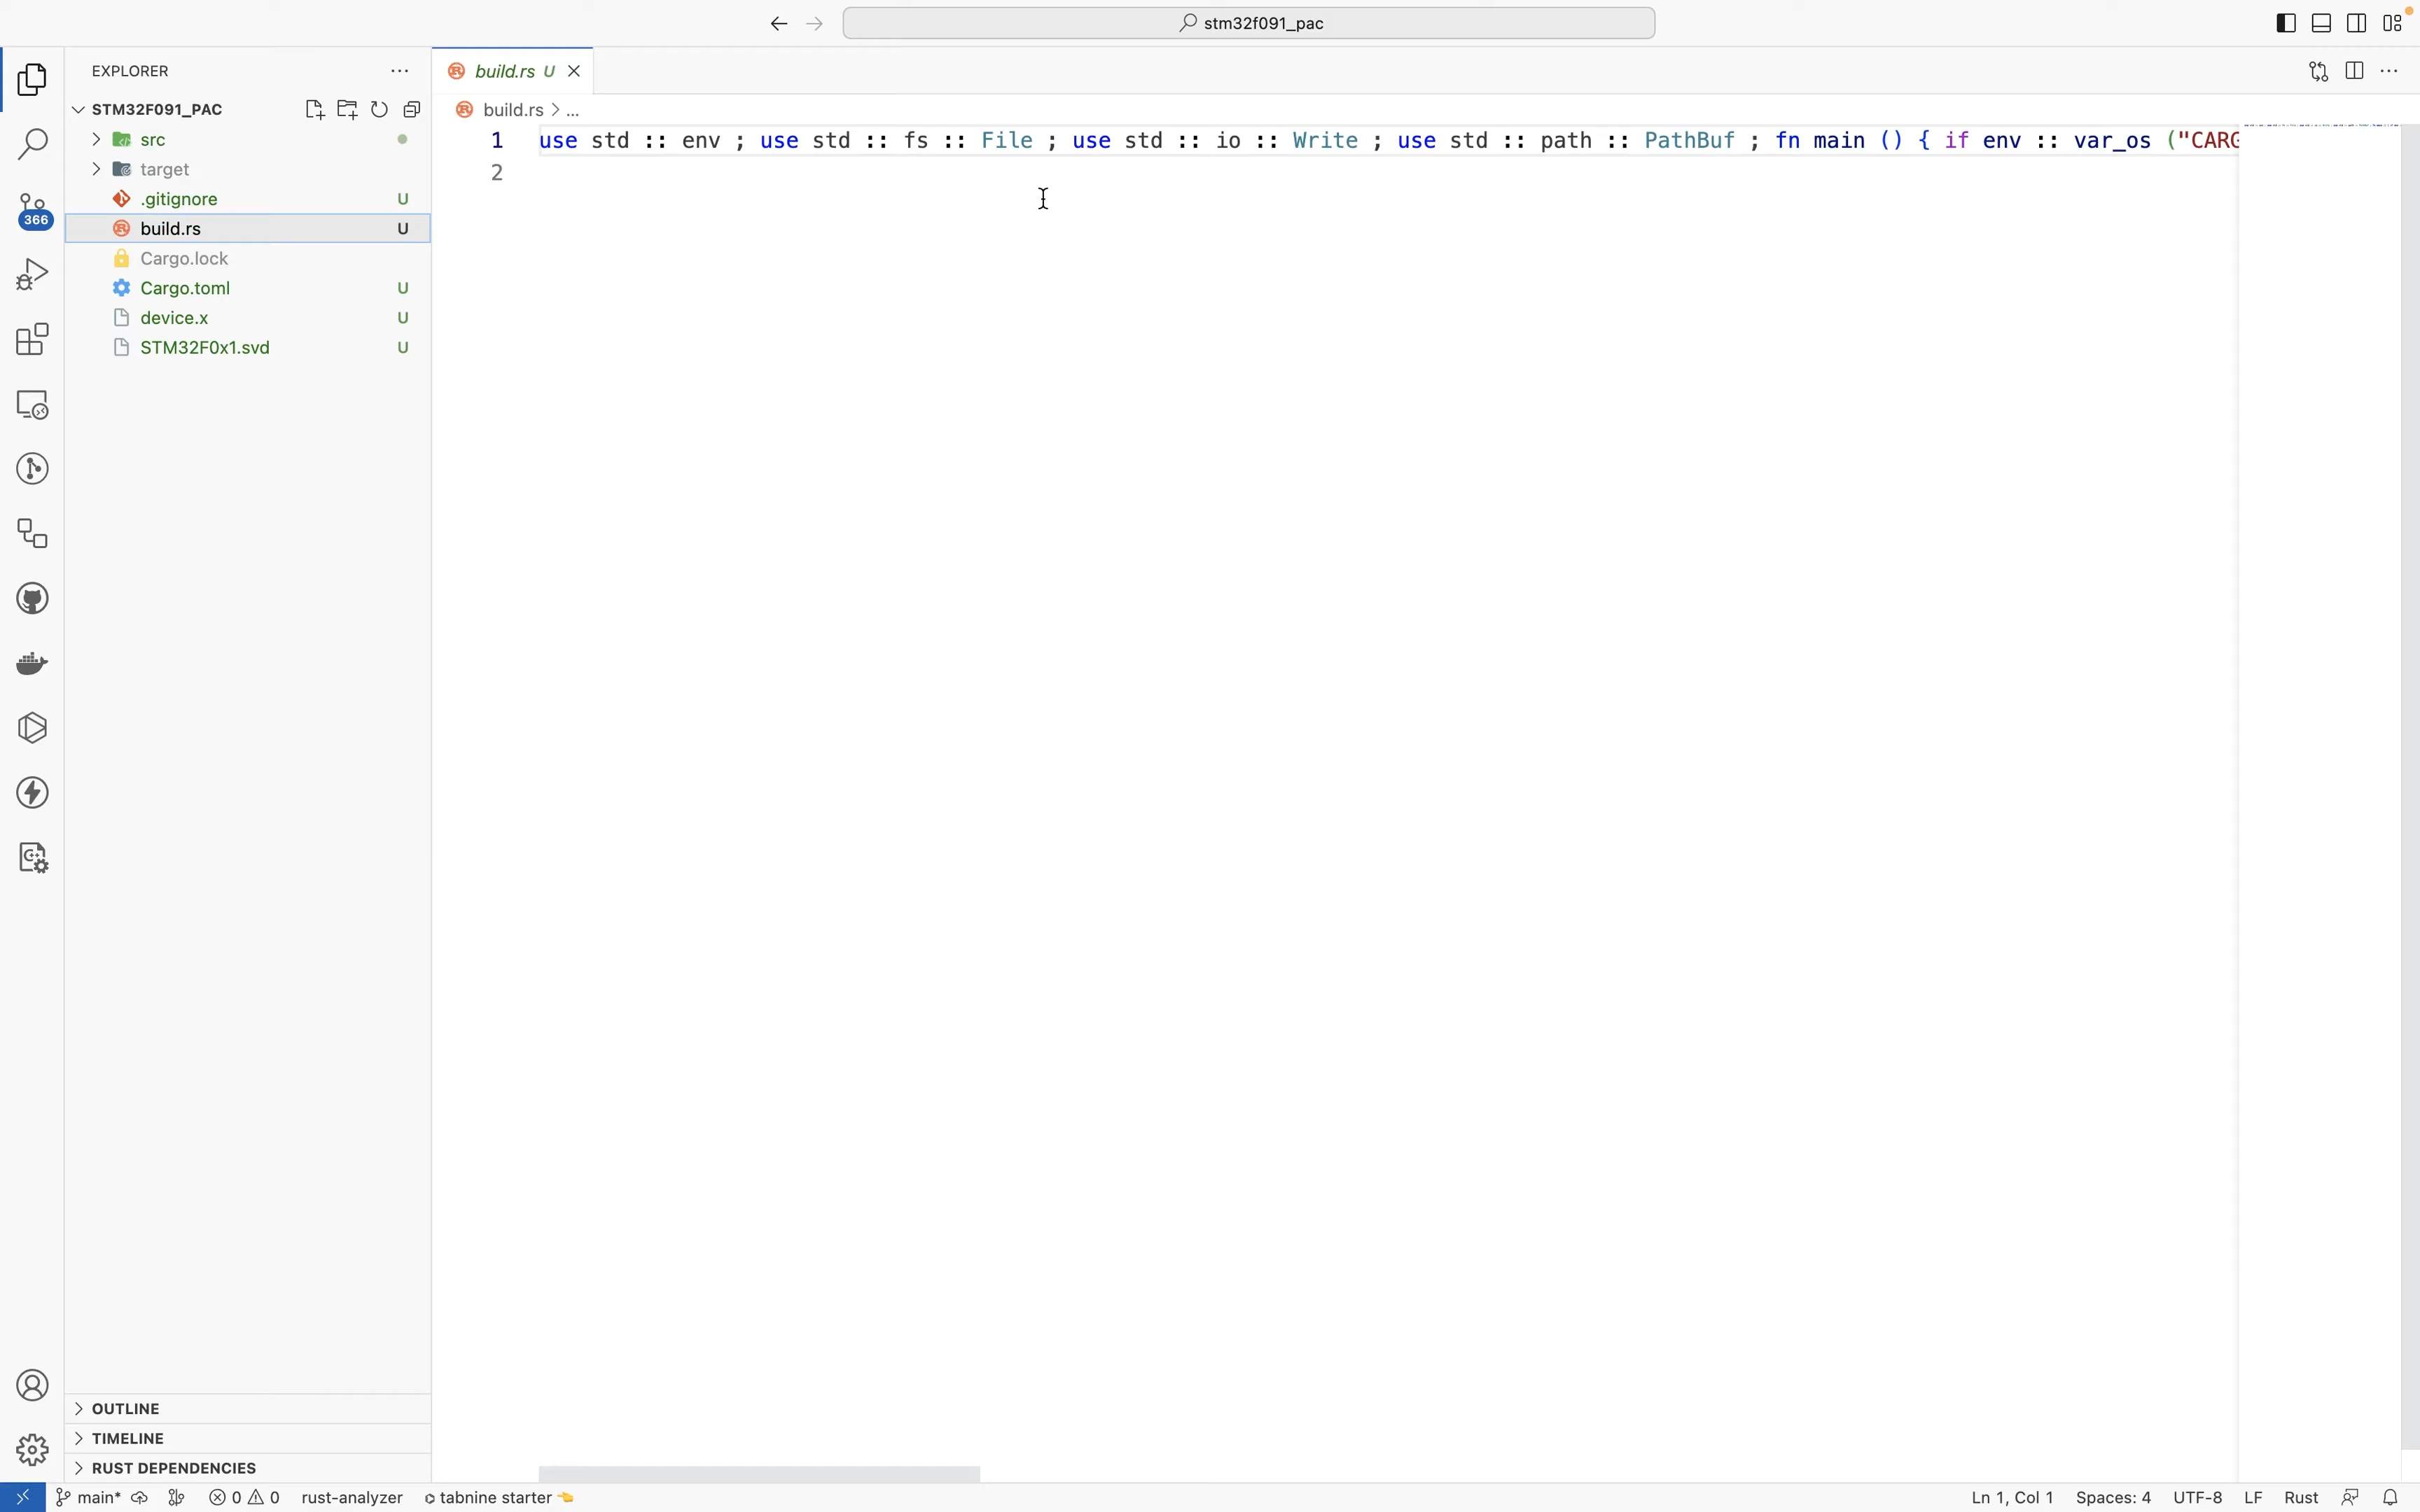 stm32f091_pac
EXPLORER
build.rs U
STM32F091_PAC
build.rs > ...
src
1 use std :: env ; use std :: fs :: File ; use std :: io :: Write ; use std :: path :: PathBuf ; fn main () { if env :: var_os ("CARG
target
2
.gitignore U
366
build.rs U
Cargo.lock
Cargo.toml U
device.x U
STM32F0x1.svd U
OUTLINE
TIMELINE
RUST DEPENDENCIES
main* 0 0 rust-analyzer tabnine starter Ln 1, Col 1 Spaces: 4 UTF-8 LF Rust